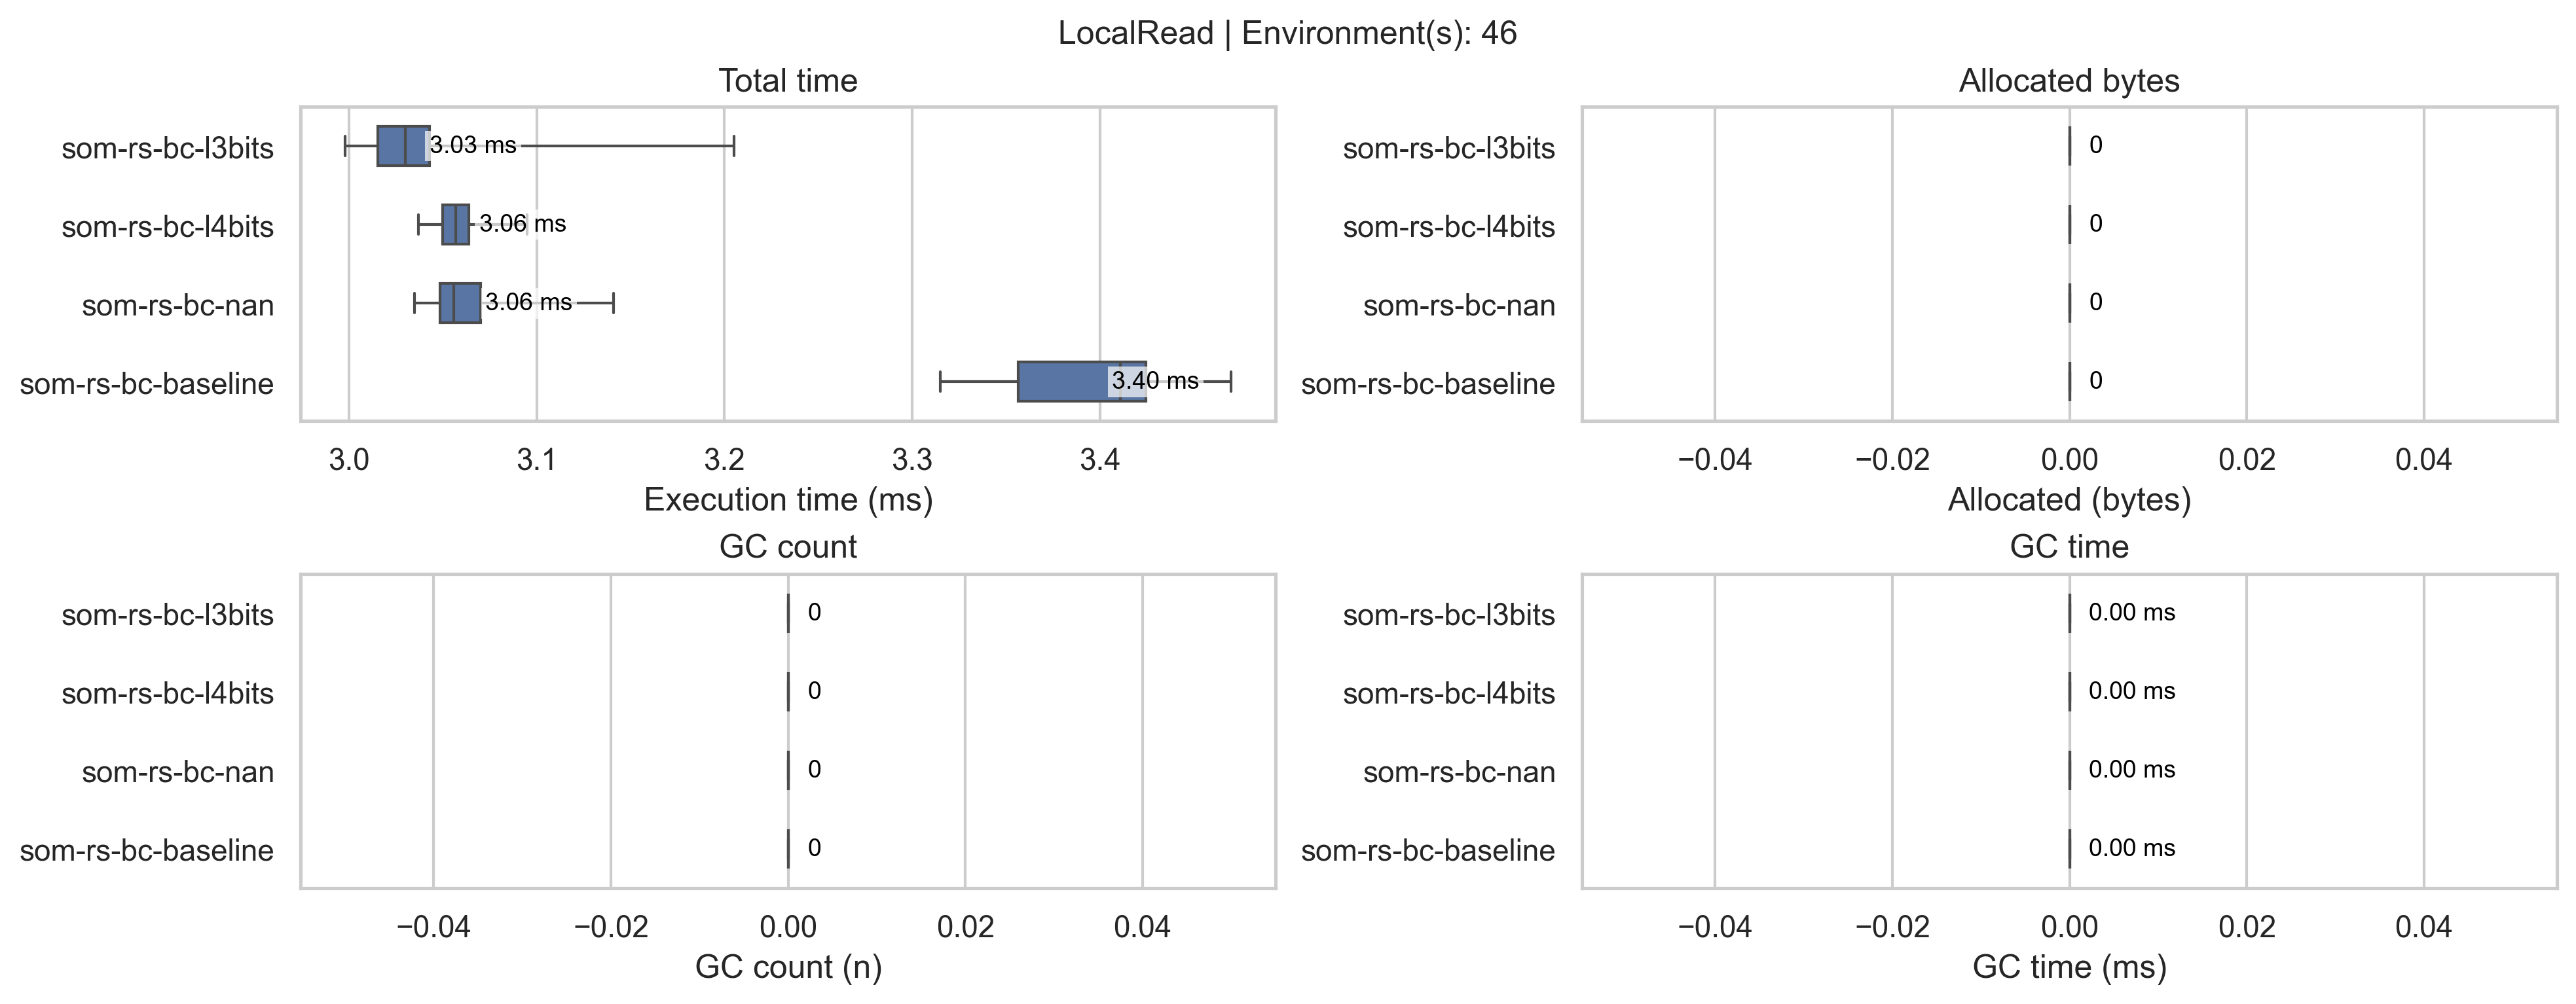 LocalRead | Environment(s): 46
Total time
som-rs-bc-l3bits
3.03 ms
som-rs-bc-l4bits
3.06 ms
som-rs-bc-nan
3.06 ms
som-rs-bc-baseline
3.40 ms
3.0 3.1 3.2 3.3 3.4
Execution time (ms)
Allocated bytes
som-rs-bc-l3bits
0
som-rs-bc-l4bits
0
som-rs-bc-nan
0
som-rs-bc-baseline
0
−0.04 −0.02 0.00 0.02 0.04
Allocated (bytes)
GC count
som-rs-bc-l3bits
0
som-rs-bc-l4bits
0
som-rs-bc-nan
0
som-rs-bc-baseline
0
−0.04 −0.02 0.00 0.02 0.04
GC count (n)
GC time
som-rs-bc-l3bits
0.00 ms
som-rs-bc-l4bits
0.00 ms
som-rs-bc-nan
0.00 ms
som-rs-bc-baseline
0.00 ms
−0.04 −0.02 0.00 0.02 0.04
GC time (ms)